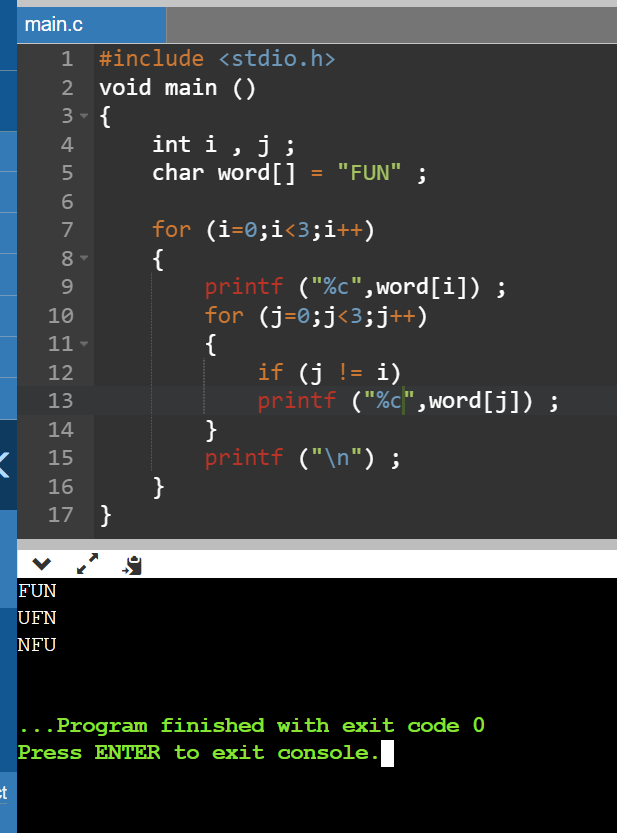 main.c
1 #include <stdio.h>
2 void main ()
3 {
4 int i , j ;
5 char word[] = "FUN" ;
6
7 for (i=0;i<3;i++)
8 {
9 printf ("%c",word[i]) ;
10 for (j=0;j<3;j++)
11 {
12 if (j != i)
13 printf ("%c",word[j]) ;
14 }
15 printf ("\n") ;
16 }
17 }
FUN
UFN
NFU
...Program finished with exit code 0
Press ENTER to exit console.